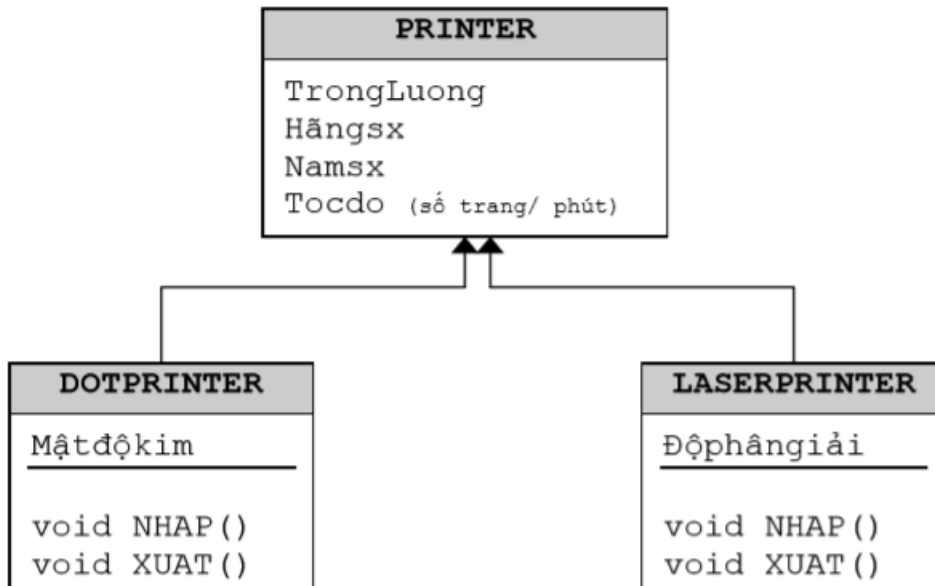 PRINTER
TrongLuong
Hãngsx
Namsx
Tocdo (số trang/ phút)
DOTPRINTER
Mậtđộkim
void NHAP()
void XUAT()
LASERPRINTER
Độphângiải
void NHAP()
void XUAT()